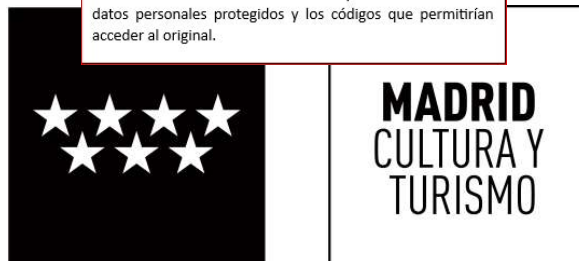 datos personales protegidos y los códigos que permitirían
acceder al original.
MADRID
CULTURA Y
TURISMO